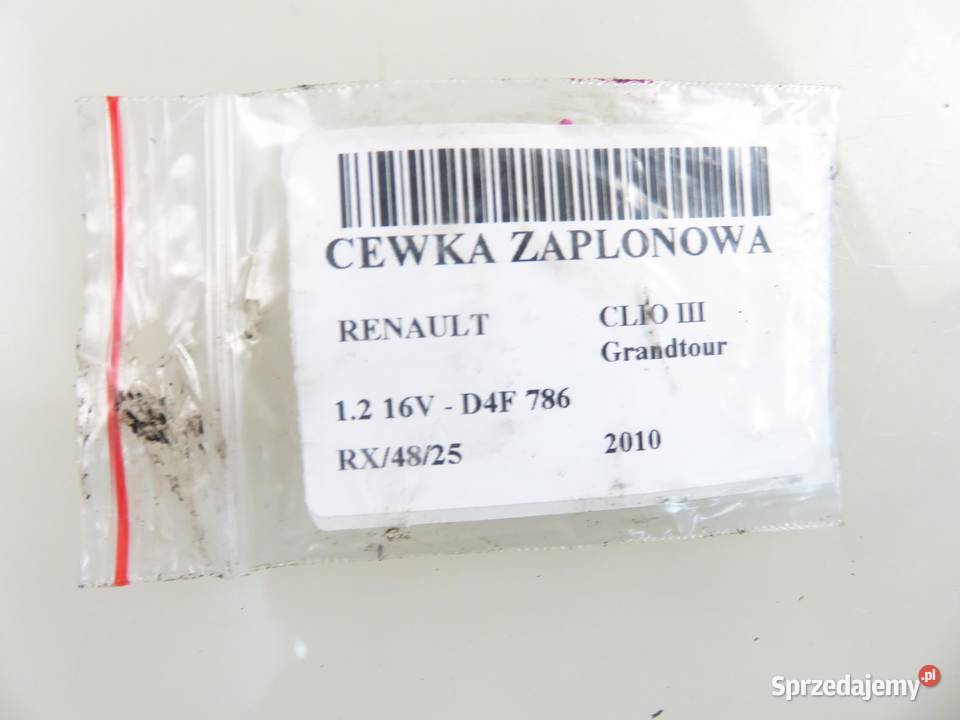 CEWKA ZAPLONOWA
RENAULT
CLIO III
Grandtour
1.2 16V - D4F 786
RX/48/25
2010
Sprzedajemy.pl